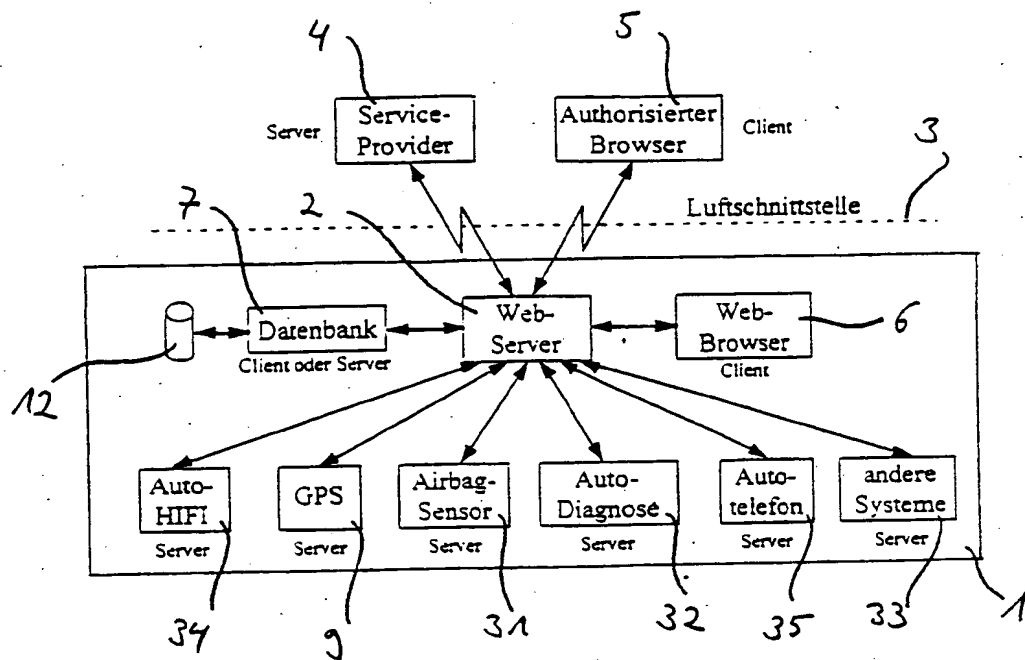 4
5
Server
Service-
Provider
Authorisierter
Browser
Client
3
7
2
Luftschnittstelle
Datenbank
Client oder Server
Web-
Server
Web-
Browser
Client
6
12
Auto-
HIFI
Server
GPS
Server
Airbag-
Sensor
Server
Auto-
Diagnose
Server
Auto-
telefon
Server
andere
Systeme
Server
34
9
31
32
35
33
1